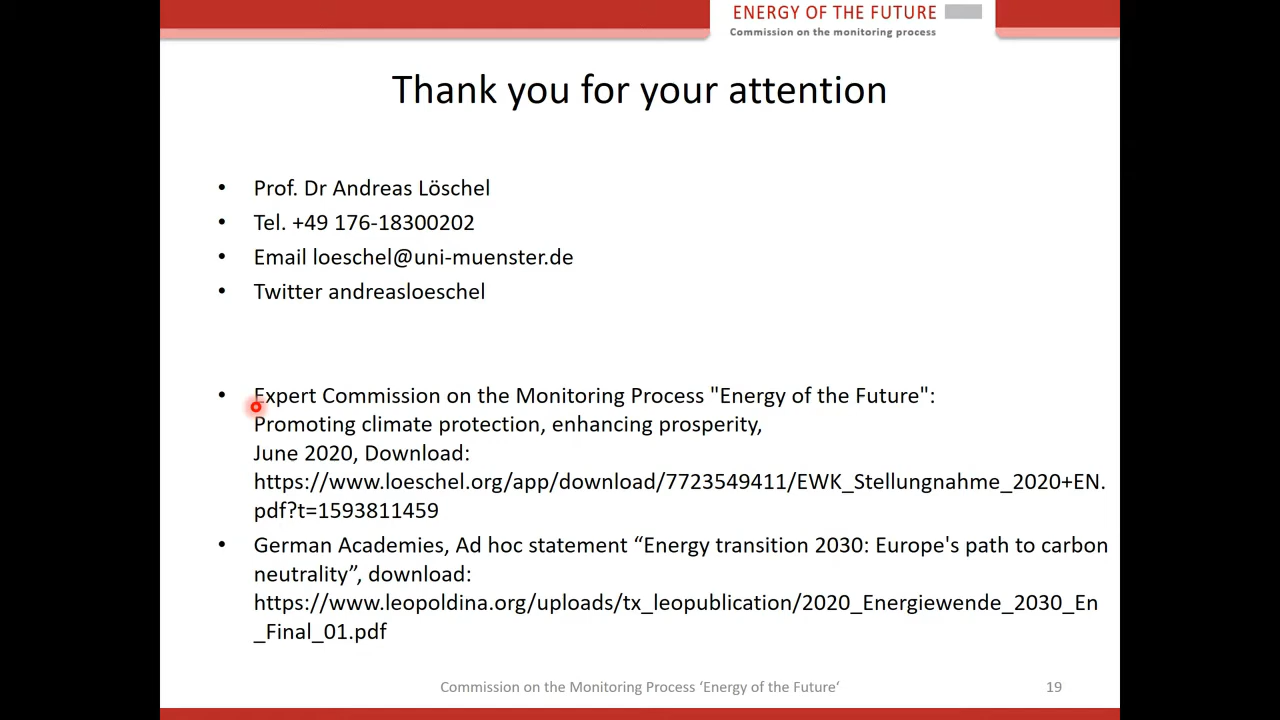 ENERGY OF THE FUTURE
Commission on the monitoring process
Thank you for your attention
• Prof. Dr Andreas Löschel
• Tel. +49 176-18300202
• Email loeschel@uni-muenster.de
• Twitter andreasloeschel
• Expert Commission on the Monitoring Process "Energy of the Future":
Promoting climate protection, enhancing prosperity,
June 2020, Download:
https://www.loeschel.org/app/download/7723549411/EWK_Stellungnahme_2020+EN.
pdf?t=1593811459
• German Academies, Ad hoc statement “Energy transition 2030: Europe's path to carbon
neutrality”, download:
https://www.leopoldina.org/uploads/tx_leopublication/2020_Energiewende_2030_En
_Final_01.pdf
Commission on the Monitoring Process ‘Energy of the Future‘
19